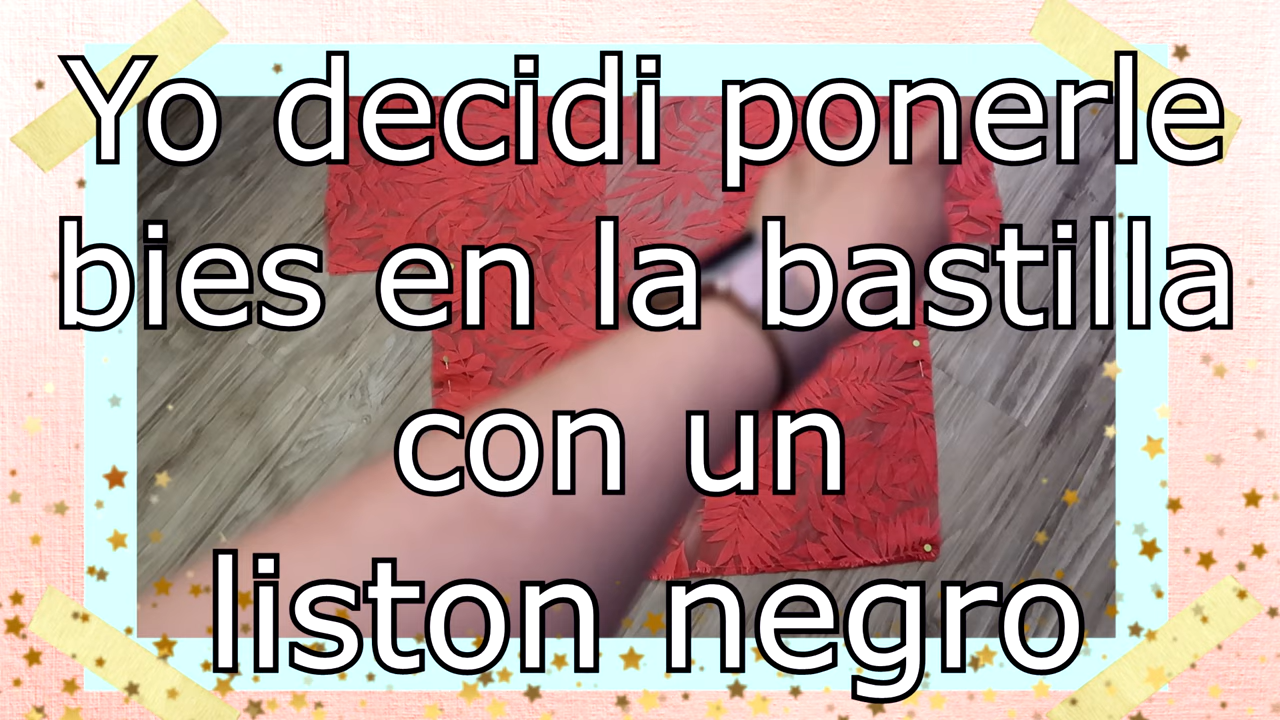 Yo decidi ponerle
bies en la bastilla
con un
liston negro